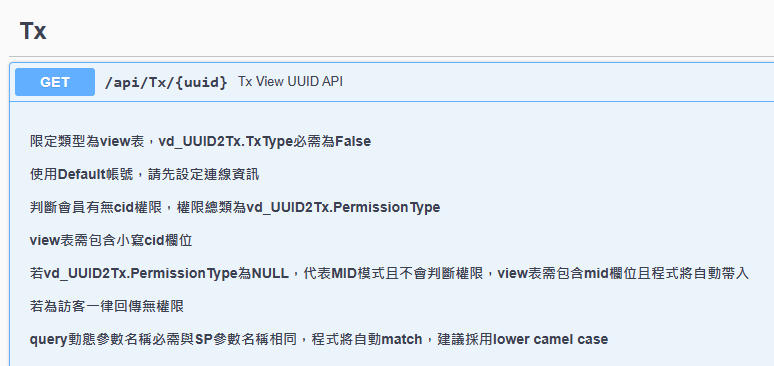 Tx
GET /api/Tx/{uuid} Tx View UUID API
限定類型為view表，vd_UUID2Tx.TxType必需為False
使用Default帳號，請先設定連線資訊
判斷會員有無cid權限，權限總類為vd_UUID2Tx.PermissionType
view表需包含小寫cid欄位
若vd_UUID2Tx.PermissionType為NULL，代表MID模式且不會判斷權限，view表需包含mid欄位且程式將自動帶入
若為訪客一律回傳無權限
query動態參數名稱必需與SP參數名稱相同，程式將自動match，建議採用lower camel case